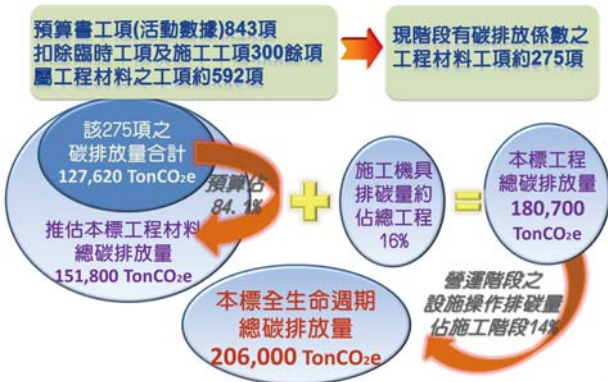 預算書工項(活動數據)843項
扣除臨時工項及施工工項300餘項
屬工程材料之工項約592項
現階段有碳排放係數之
工程材料工項約275項
該275項之
碳排放量合計
127,620 TonCO₂e
預算佔
84.1%
推估本標工程材料
總碳排放量
151,800 TonCO₂e
施工機具
排碳量約
佔總工程
16%
本標工程
總碳排放量
180,700
TonCO₂e
營運階段之
設施操作排碳量
佔施工階段14%
本標全生命週期
總碳排放量
206,000 TonCO₂e